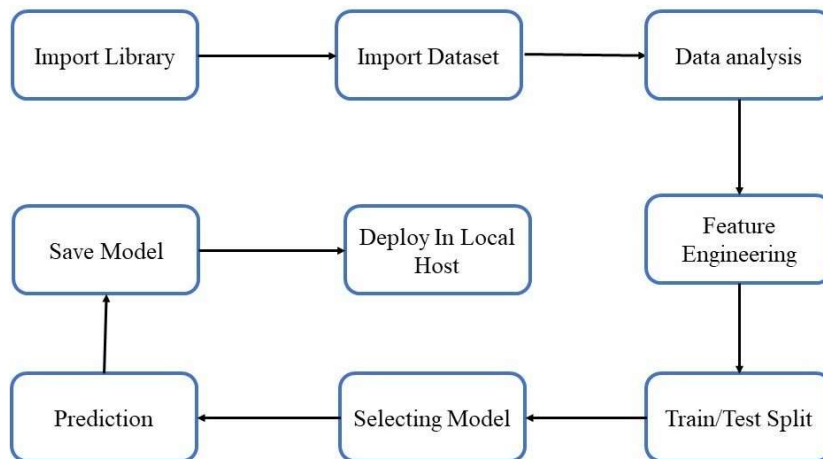 Import Library
Import Dataset
Data analysis
Feature
Engineering
Train/Test Split
Selecting Model
Prediction
Save Model
Deploy In Local
Host